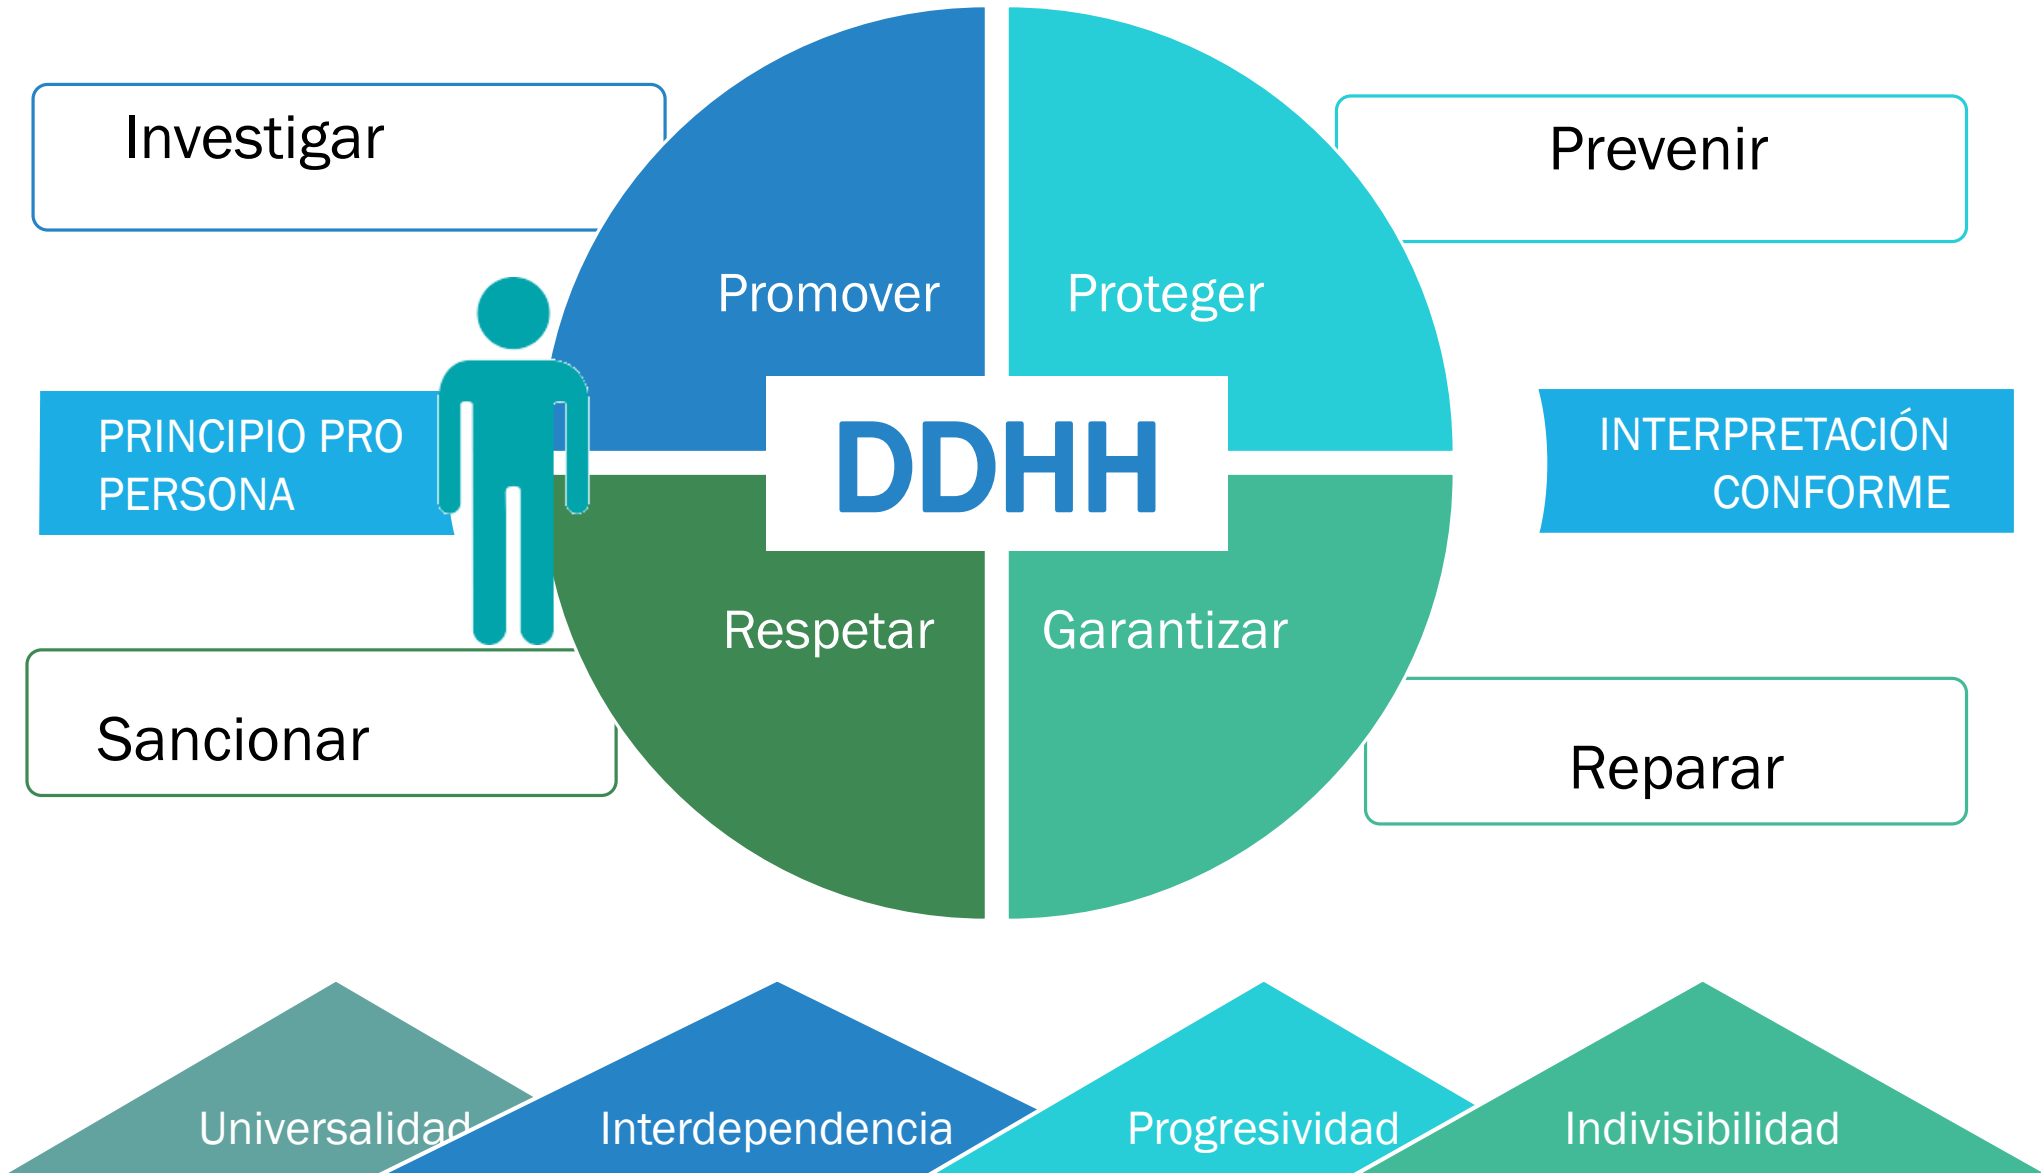 Investigar
Prevenir
Promover
Proteger
PRINCIPIO PRO
PERSONA
DDHH
INTERPRETACIÓN
CONFORME
Respetar
Garantizar
Sancionar
Reparar
Universalidad
Interdependencia
Progresividad
Indivisibilidad